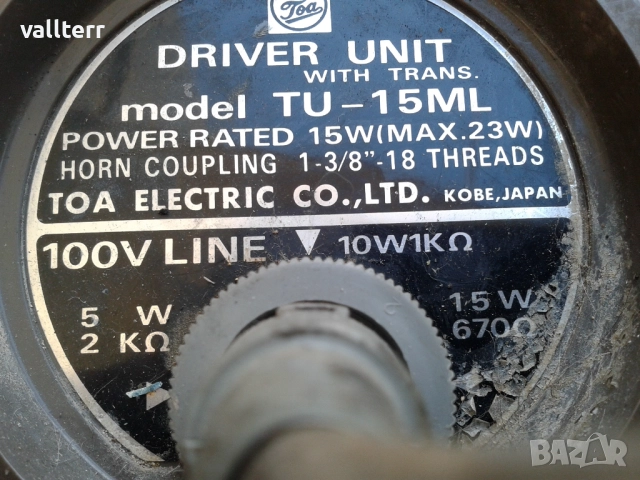 vallterr
Toa
DRIVER UNIT
WITH TRANS.
model TU-15ML
POWER RATED 15W(MAX.23W)
HORN COUPLING 1-3/8"-18 THREADS
TOA ELECTRIC CO.,LTD. KOBE,JAPAN
100V LINE 10W1KΩ
5 W 15W
2 KΩ 670Ω
BAZAR